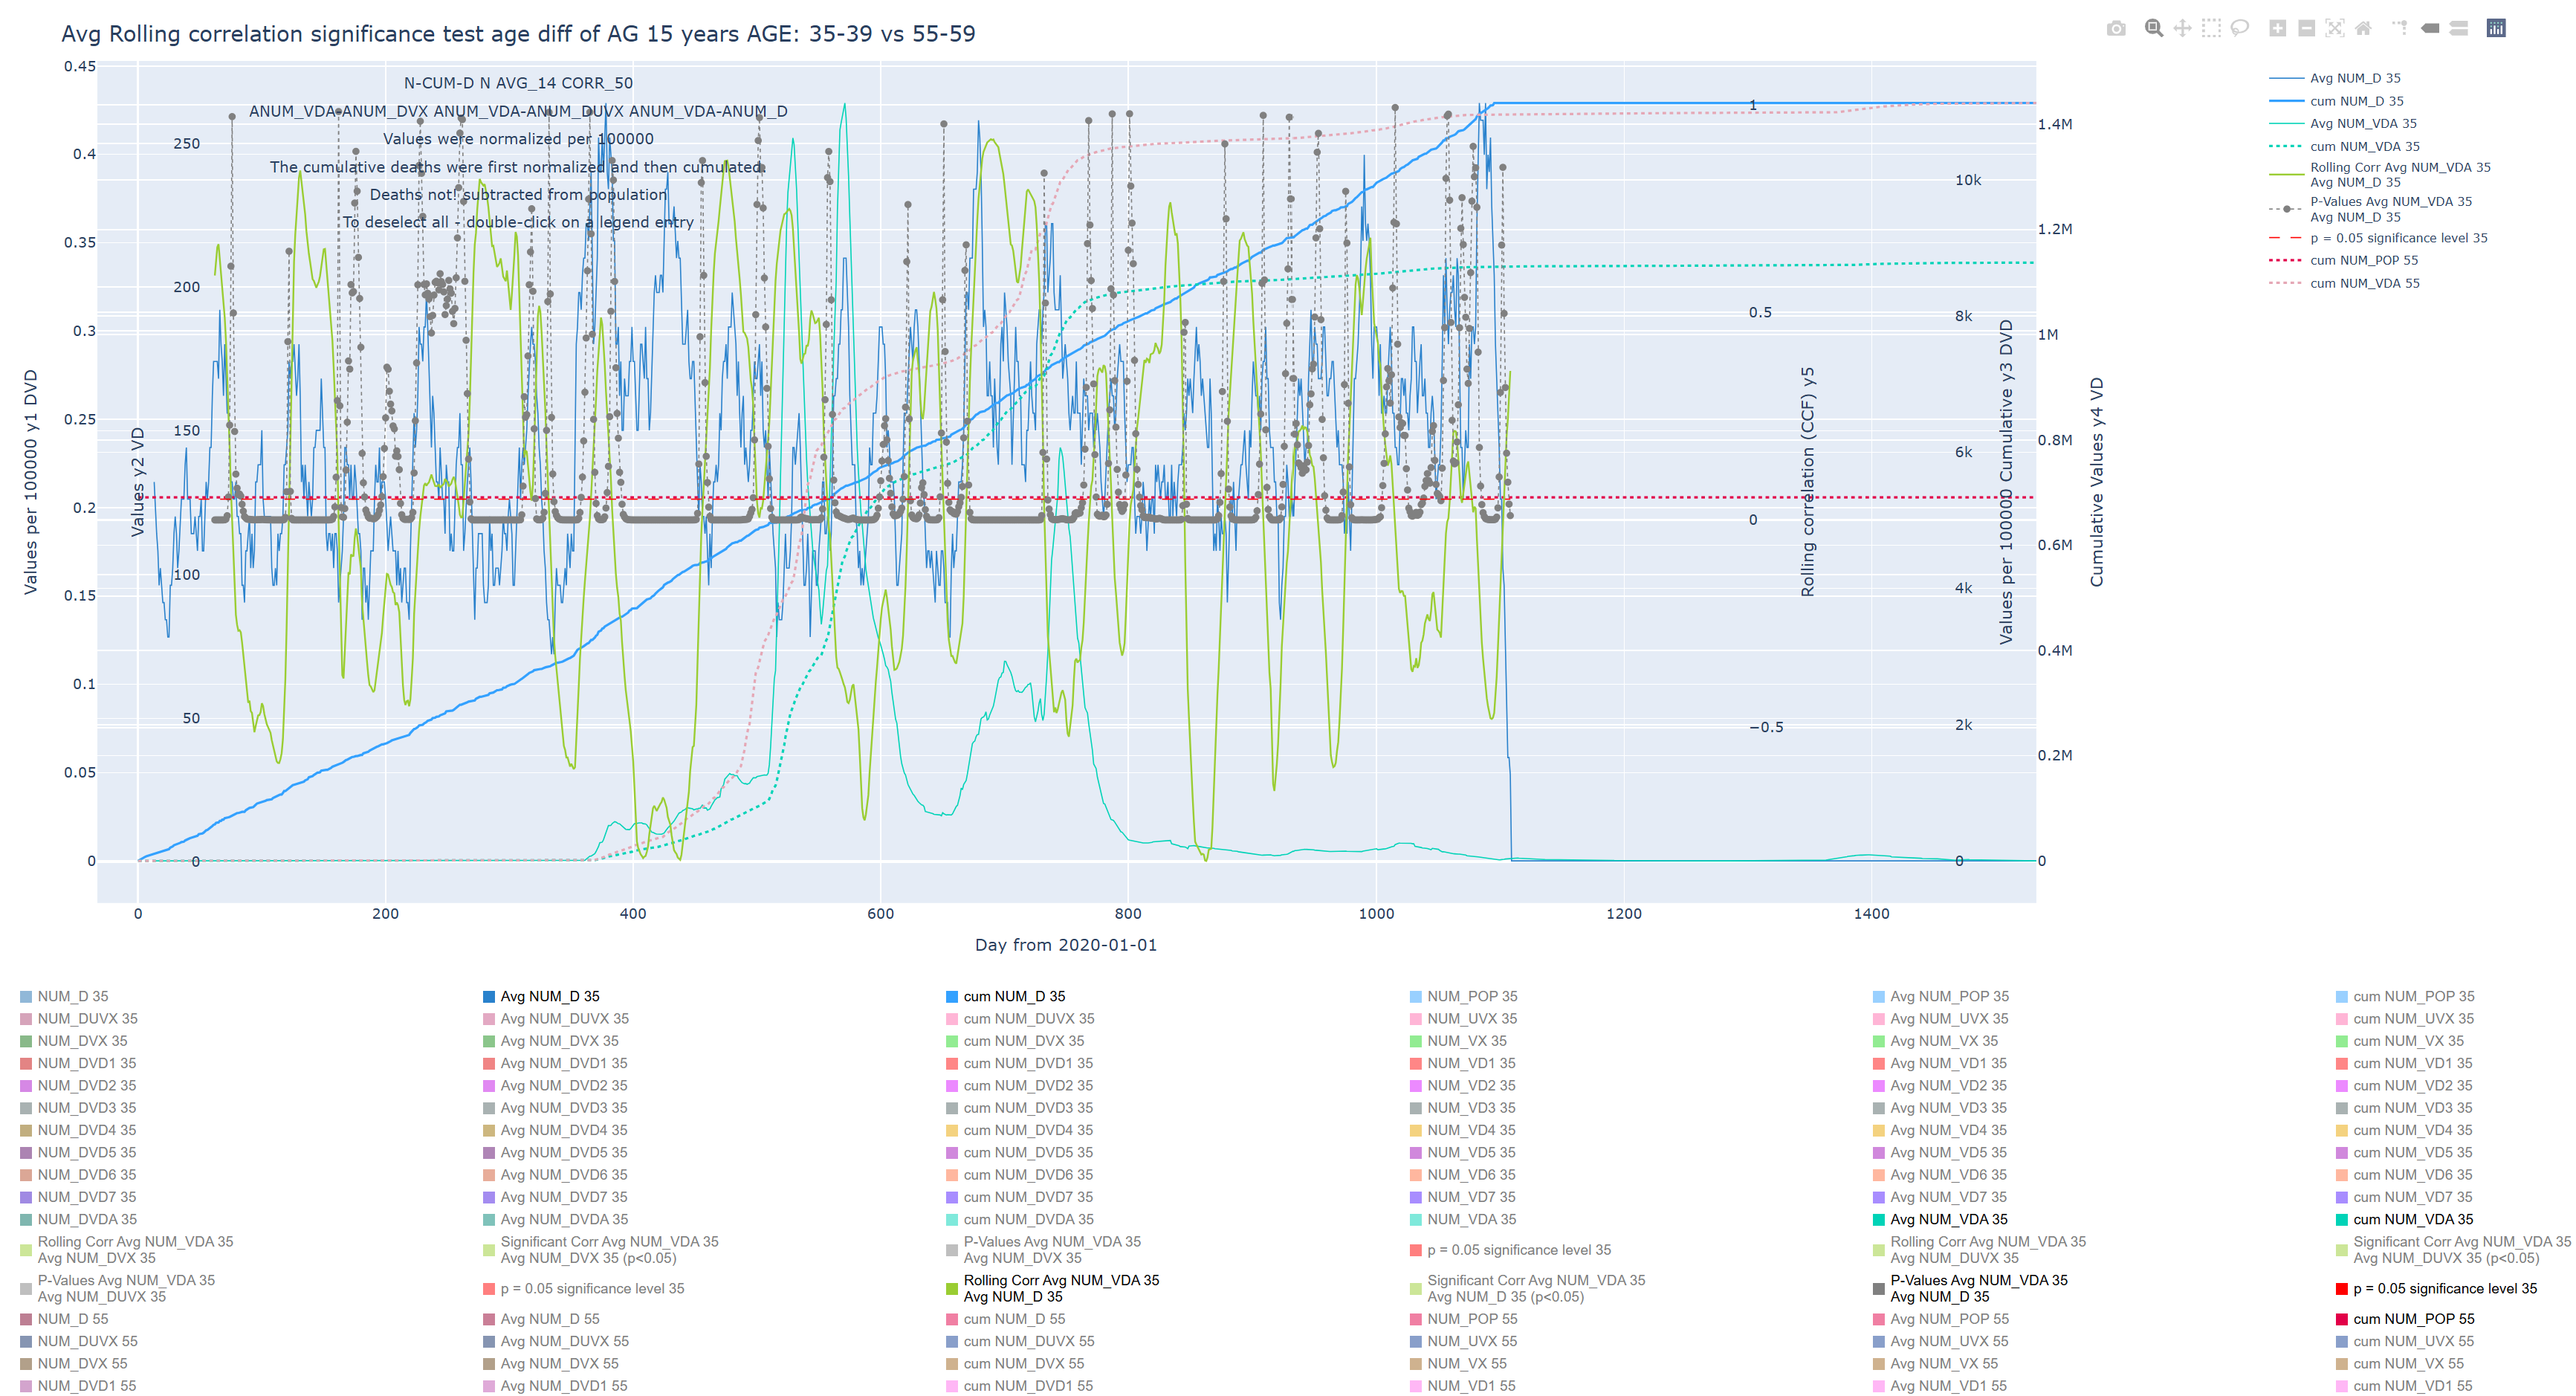 Avg Rolling correlation significance test age diff of AG 15 years AGE: 35-39 vs 55-59
N-CUM-D N AVG_14 CORR_50
ANUM_VDA-ANUM_DVX ANUM_VDA-ANUM_DUVX ANUM_VDA-ANUM_D
Values were normalized per 100000
The cumulative deaths were first normalized and then cumulated.
Deaths not! subtracted from population
To deselect all - double-click on a legend entry
Values per 100000 y1 DVD
0.45
0.4
0.35
0.3
0.25
0.2
0.15
0.1
0.05
0
Values y2 VD
250
200
150
100
50
0
Rolling correlation (CCF) y5
1
0.5
0
−0.5
Values per 100000 Cumulative y3 DVD
10k
8k
6k
4k
2k
0
Cumulative Values y4 VD
1.4M
1.2M
1M
0.8M
0.6M
0.4M
0.2M
0
0 200 400 600 800 1000 1200 1400
Day from 2020-01-01
Avg NUM_D 35
cum NUM_D 35
Avg NUM_VDA 35
cum NUM_VDA 35
Rolling Corr Avg NUM_VDA 35
Avg NUM_D 35
P-Values Avg NUM_VDA 35
Avg NUM_D 35
p = 0.05 significance level 35
cum NUM_POP 55
cum NUM_VDA 55
NUM_D 35 Avg NUM_D 35 cum NUM_D 35 NUM_POP 35 Avg NUM_POP 35 cum NUM_POP 35
NUM_DUVX 35 Avg NUM_DUVX 35 cum NUM_DUVX 35 NUM_UVX 35 Avg NUM_UVX 35 cum NUM_UVX 35
NUM_DVX 35 Avg NUM_DVX 35 cum NUM_DVX 35 NUM_VX 35 Avg NUM_VX 35 cum NUM_VX 35
NUM_DVD1 35 Avg NUM_DVD1 35 cum NUM_DVD1 35 NUM_VD1 35 Avg NUM_VD1 35 cum NUM_VD1 35
NUM_DVD2 35 Avg NUM_DVD2 35 cum NUM_DVD2 35 NUM_VD2 35 Avg NUM_VD2 35 cum NUM_VD2 35
NUM_DVD3 35 Avg NUM_DVD3 35 cum NUM_DVD3 35 NUM_VD3 35 Avg NUM_VD3 35 cum NUM_VD3 35
NUM_DVD4 35 Avg NUM_DVD4 35 cum NUM_DVD4 35 NUM_VD4 35 Avg NUM_VD4 35 cum NUM_VD4 35
NUM_DVD5 35 Avg NUM_DVD5 35 cum NUM_DVD5 35 NUM_VD5 35 Avg NUM_VD5 35 cum NUM_VD5 35
NUM_DVD6 35 Avg NUM_DVD6 35 cum NUM_DVD6 35 NUM_VD6 35 Avg NUM_VD6 35 cum NUM_VD6 35
NUM_DVD7 35 Avg NUM_DVD7 35 cum NUM_DVD7 35 NUM_VD7 35 Avg NUM_VD7 35 cum NUM_VD7 35
NUM_DVDA 35 Avg NUM_DVDA 35 cum NUM_DVDA 35 NUM_VDA 35 Avg NUM_VDA 35 cum NUM_VDA 35
Rolling Corr Avg NUM_VDA 35 Significant Corr Avg NUM_VDA 35 P-Values Avg NUM_VDA 35 p = 0.05 significance level 35 Rolling Corr Avg NUM_VDA 35 Significant Corr Avg NUM_VDA 35
Avg NUM_DVX 35 Avg NUM_DVX 35 (p<0.05) Avg NUM_DVX 35 Avg NUM_DUVX 35 Avg NUM_DUVX 35 (p<0.05)
P-Values Avg NUM_VDA 35 p = 0.05 significance level 35 Rolling Corr Avg NUM_VDA 35 Significant Corr Avg NUM_VDA 35 P-Values Avg NUM_VDA 35 p = 0.05 significance level 35
Avg NUM_DUVX 35 Avg NUM_D 35 Avg NUM_D 35 (p<0.05) Avg NUM_D 35
NUM_D 55 Avg NUM_D 55 cum NUM_D 55 NUM_POP 55 Avg NUM_POP 55 cum NUM_POP 55
NUM_DUVX 55 Avg NUM_DUVX 55 cum NUM_DUVX 55 NUM_UVX 55 Avg NUM_UVX 55 cum NUM_UVX 55
NUM_DVX 55 Avg NUM_DVX 55 cum NUM_DVX 55 NUM_VX 55 Avg NUM_VX 55 cum NUM_VX 55
NUM_DVD1 55 Avg NUM_DVD1 55 cum NUM_DVD1 55 NUM_VD1 55 Avg NUM_VD1 55 cum NUM_VD1 55